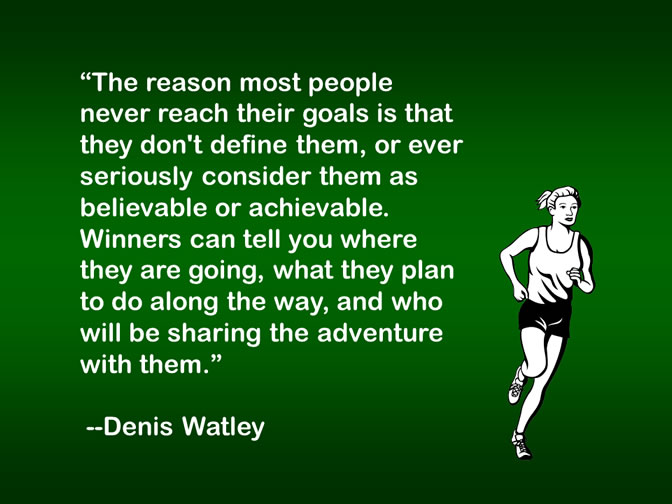 “The reason most people
never reach their goals is that
they don't define them, or ever
seriously consider them as
believable or achievable.
Winners can tell you where
they are going, what they plan
to do along the way, and who
will be sharing the adventure
with them.”
--Denis Watley